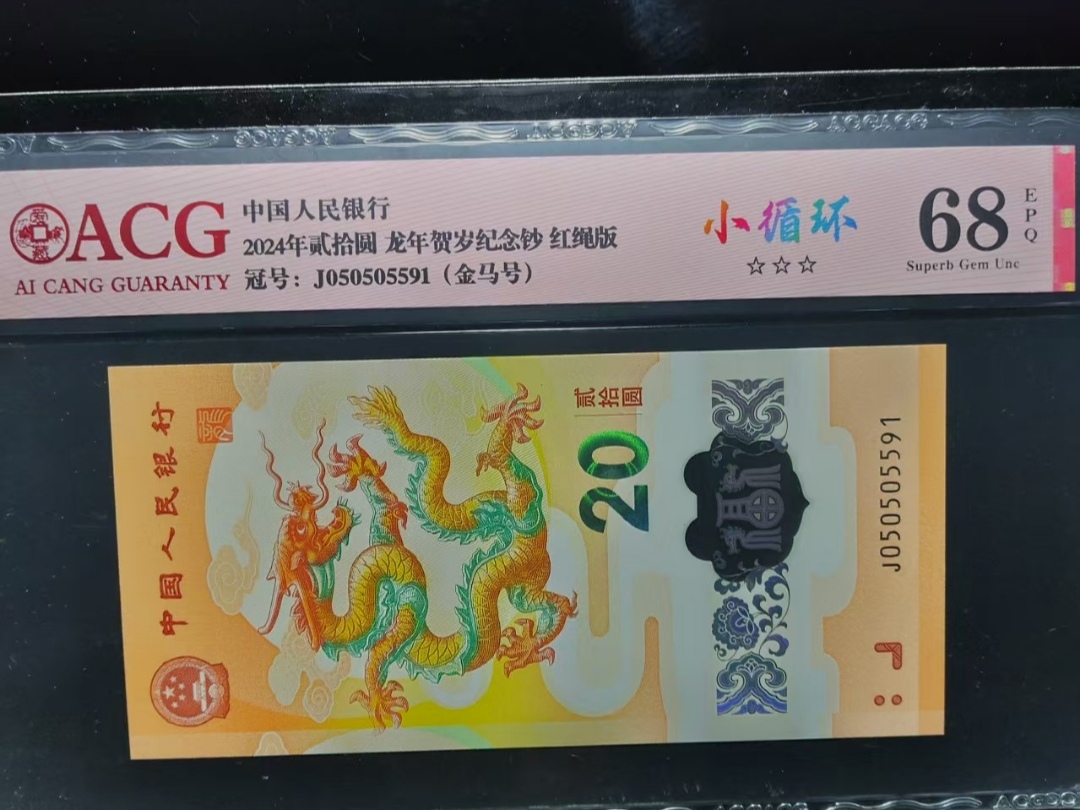 ACG
AI CANG GUARANTY
中国人民银行
2024年贰拾圆 龙年贺岁纪念钞 红绳版
冠号：J050505591（金马号）
小循环
☆☆☆
68
EPQ
Superb Gem Unc
中国人民银行
贰拾圆
20
J050505591